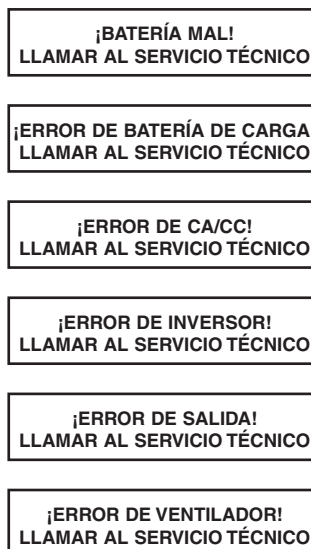 ¡BATERÍA MAL!
LLAMAR AL SERVICIO TÉCNICO
¡ERROR DE BATERÍA DE CARGA
LLAMAR AL SERVICIO TÉCNICO
¡ERROR DE CA/CC!
LLAMAR AL SERVICIO TÉCNICO
¡ERROR DE INVERSOR!
LLAMAR AL SERVICIO TÉCNICO
¡ERROR DE SALIDA!
LLAMAR AL SERVICIO TÉCNICO
¡ERROR DE VENTILADOR!
LLAMAR AL SERVICIO TÉCNICO